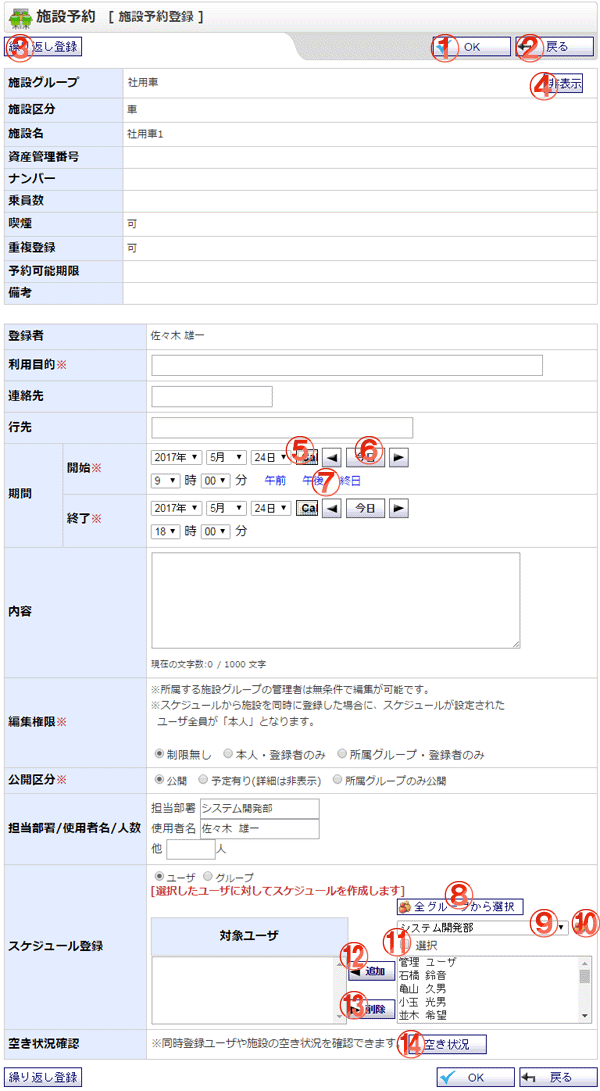 施設予約 [ 施設予約登録 ]
③ 繰り返し登録 ① OK ② 戻る
施設グループ 社用車 ④ 非表示
施設区分 車
施設名 社用車1
資産管理番号
ナンバー
乗員数
喫煙 可
重複登録 可
予約可能期限
備考
登録者 佐々木 雄一
利用目的※
連絡先
行先
期間 開始※ 2017年 5月 24日 ⑤ Cal ◀ ⑥ 今日 ▶
9 時 00 分 午前 午後 ⑦ 終日
終了※ 2017年 5月 24日 Cal ◀ 今日 ▶
18 時 00 分
内容
現在の文字数:0 / 1000 文字
編集権限※ ※所属する施設グループの管理者は無条件で編集が可能です。
※スケジュールから施設を同時に登録した場合に、スケジュールが設定された
ユーザ全員が「本人」となります。
制限無し 本人・登録者のみ 所属グループ・登録者のみ
公開区分※ 公開 予定有り(詳細は非表示) 所属グループのみ公開
担当部署/使用者名/人数 担当部署 システム開発部
使用者名 佐々木 雄一
他 人
スケジュール登録 ユーザ グループ
[選択したユーザに対してスケジュールを作成します]
⑧ 全グループから選択
対象ユーザ システム開発部 ⑨ ⑩
⑪ 選択
⑫ ◀ 追加 管理 ユーザ
石橋 鈴音
亀山 久男
⑬ ▶ 削除 小玉 光男
並木 希望
空き状況確認 ※同時登録ユーザや施設の空き状況を確認できます。 ⑭ 空き状況
繰り返し登録 OK 戻る